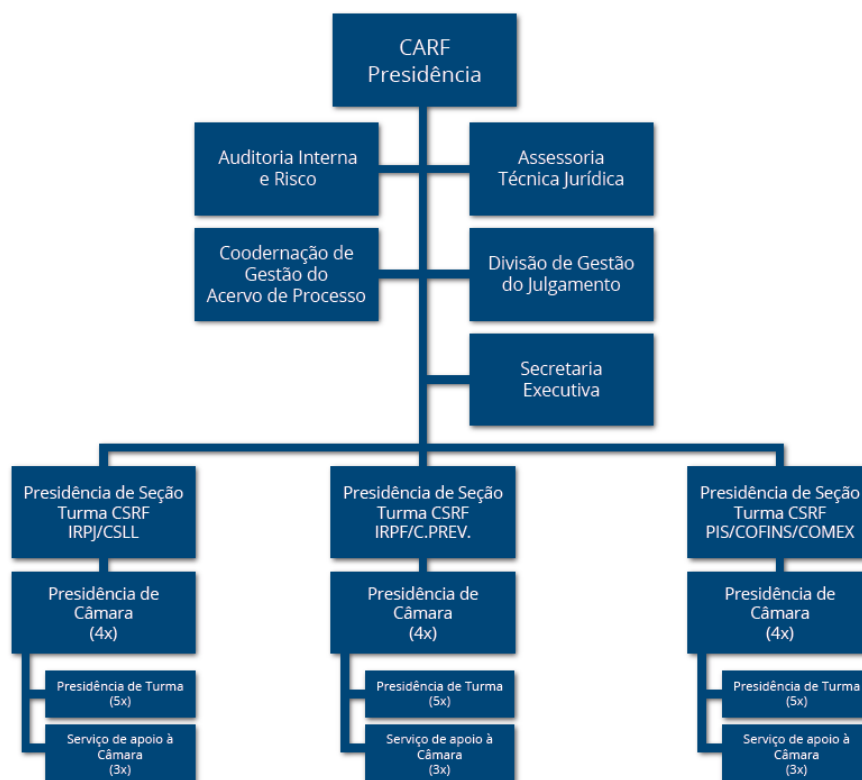 CARF
Presidência
Auditoria Interna
e Risco
Assessoria
Técnica Jurídica
Coodernação de
Gestão do
Acervo de Processo
Divisão de Gestão
do Julgamento
Secretaria
Executiva
Presidência de Seção
Turma CSRF
IRPJ/CSLL
Presidência de Seção
Turma CSRF
IRPF/C.PREV.
Presidência de Seção
Turma CSRF
PIS/COFINS/COMEX
Presidência de
Câmara
(4x)
Presidência de
Câmara
(4x)
Presidência de
Câmara
(4x)
Presidência de Turma
(5x)
Presidência de Turma
(5x)
Presidência de Turma
(5x)
Serviço de apoio à
Câmara
(3x)
Serviço de apoio à
Câmara
(3x)
Serviço de apoio à
Câmara
(3x)